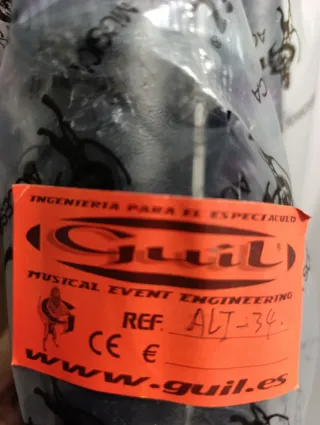 INGENIERIA PARA EL ESPECTACULO
Guil
MUSICAL EVENT ENGINEERING
REF. ALT-34.
CE €
www.guil.es